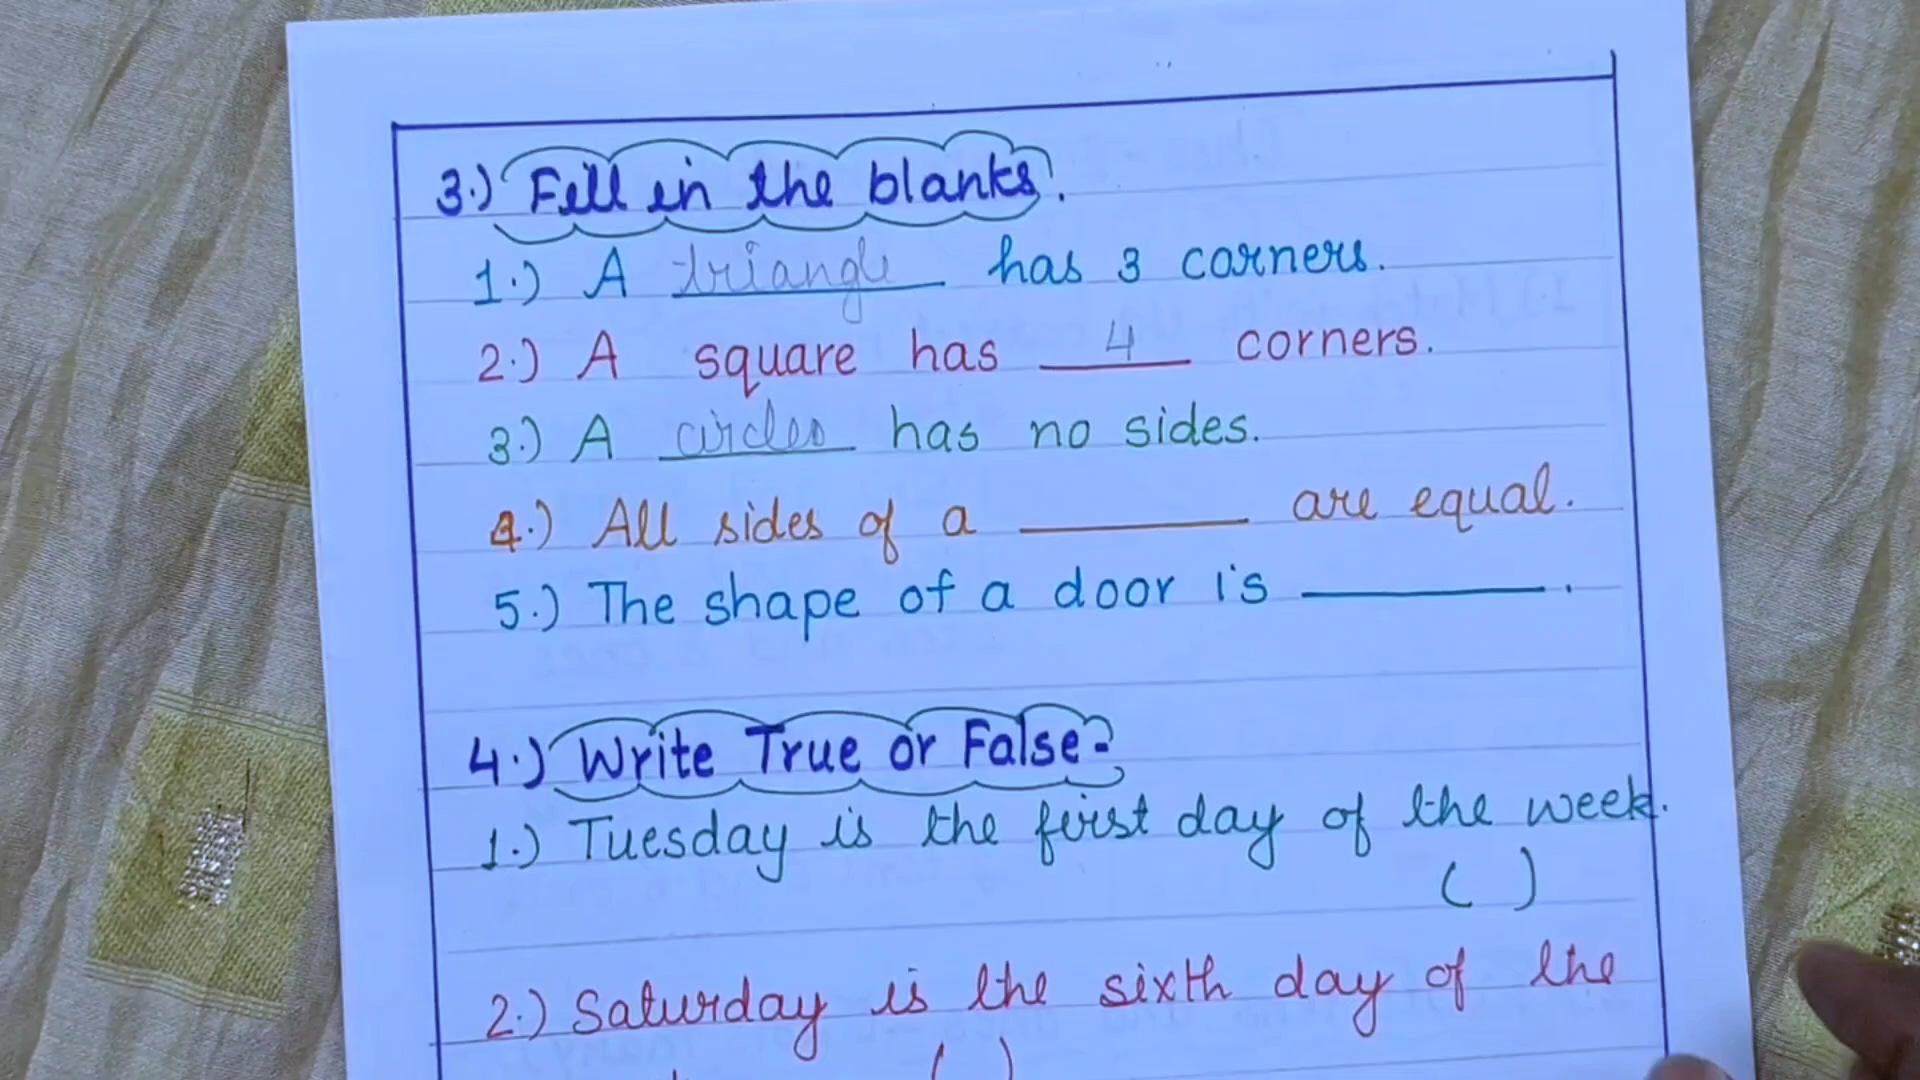 3.) Fill in the blanks.
1.) A triangle has 3 corners.
2.) A square has 4 corners.
3.) A circles has no sides.
4.) All sides of a ________ are equal.
5.) The shape of a door is ________.
4.) Write True or False-
1.) Tuesday is the first day of the week.
( )
2.) Saturday is the sixth day of the
( )